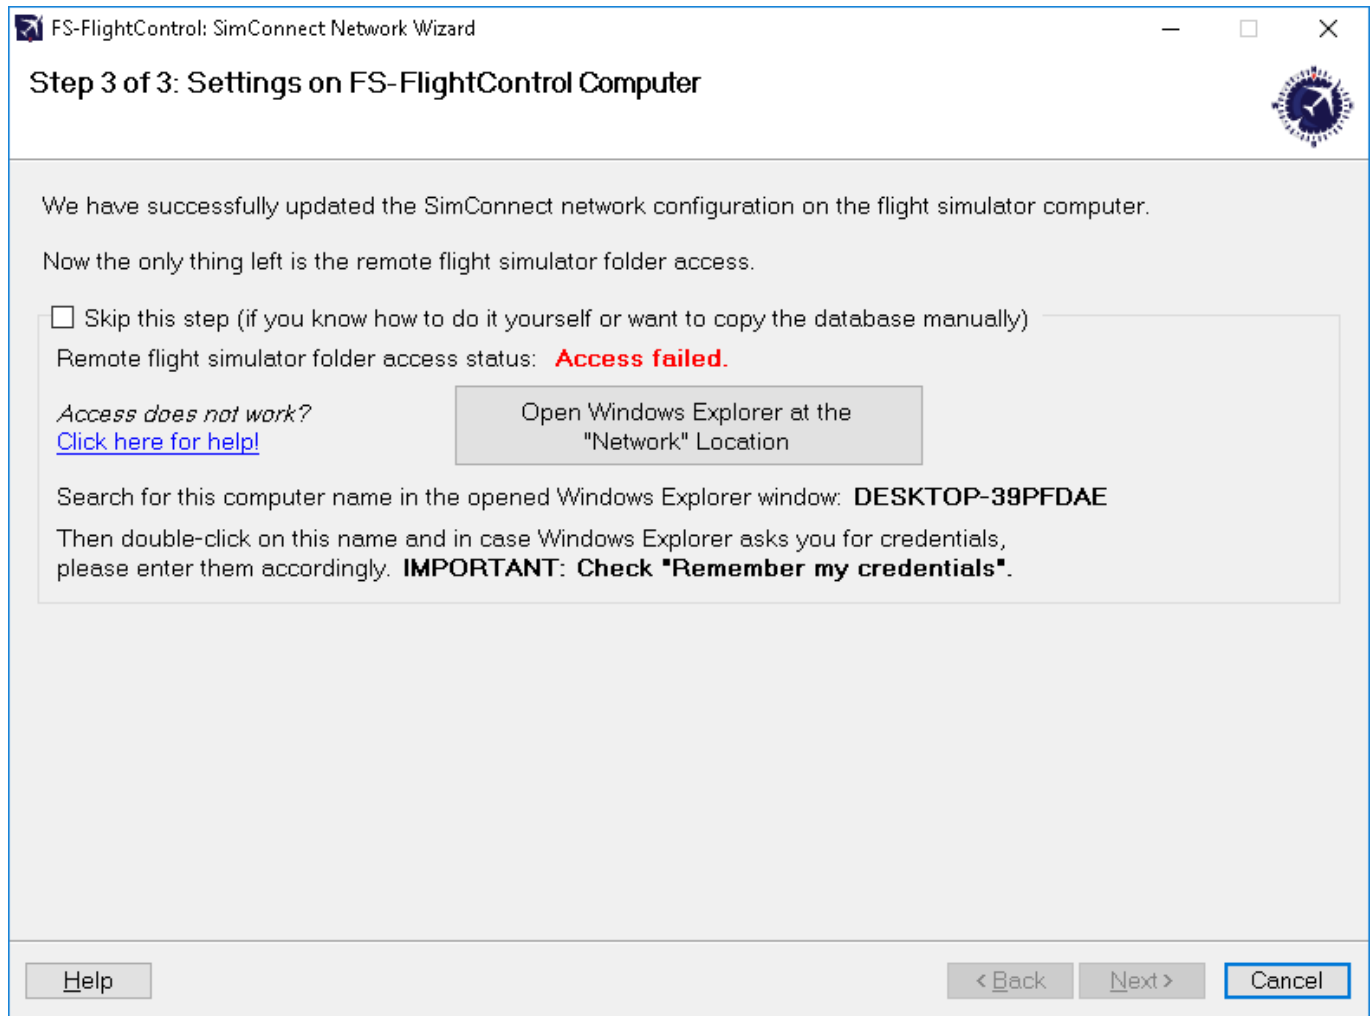 FS-FlightControl: SimConnect Network Wizard
Step 3 of 3: Settings on FS-FlightControl Computer
We have successfully updated the SimConnect network configuration on the flight simulator computer.
Now the only thing left is the remote flight simulator folder access.
Skip this step (if you know how to do it yourself or want to copy the database manually)
Remote flight simulator folder access status: Access failed.
Access does not work?
Click here for help!
Open Windows Explorer at the
"Network" Location
Search for this computer name in the opened Windows Explorer window: DESKTOP-39PFDAE
Then double-click on this name and in case Windows Explorer asks you for credentials,
please enter them accordingly. IMPORTANT: Check "Remember my credentials".
Help
< Back
Next >
Cancel